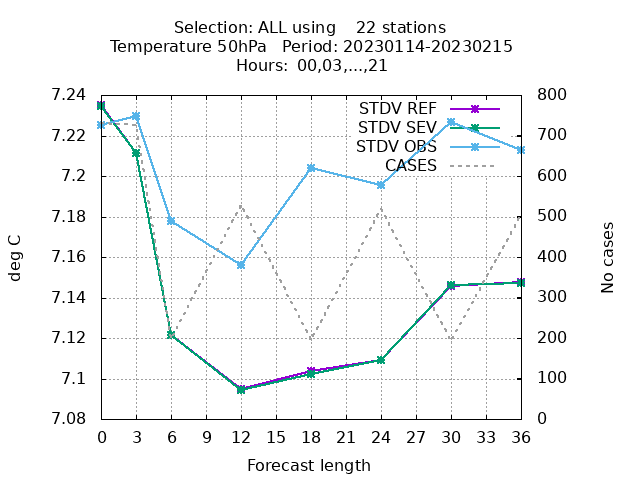 Selection: ALL using    22 stations
Temperature 50hPa   Period: 20230114-20230215
Hours: 00,03,...,21
7.24
7.22
7.2
7.18
7.16
7.14
7.12
7.1
7.08
800
700
600
500
400
300
200
100
0
STDV REF
STDV SEV
STDV OBS
CASES
deg C
No cases
0 3 6 9 12 15 18 21 24 27 30 33 36
Forecast length